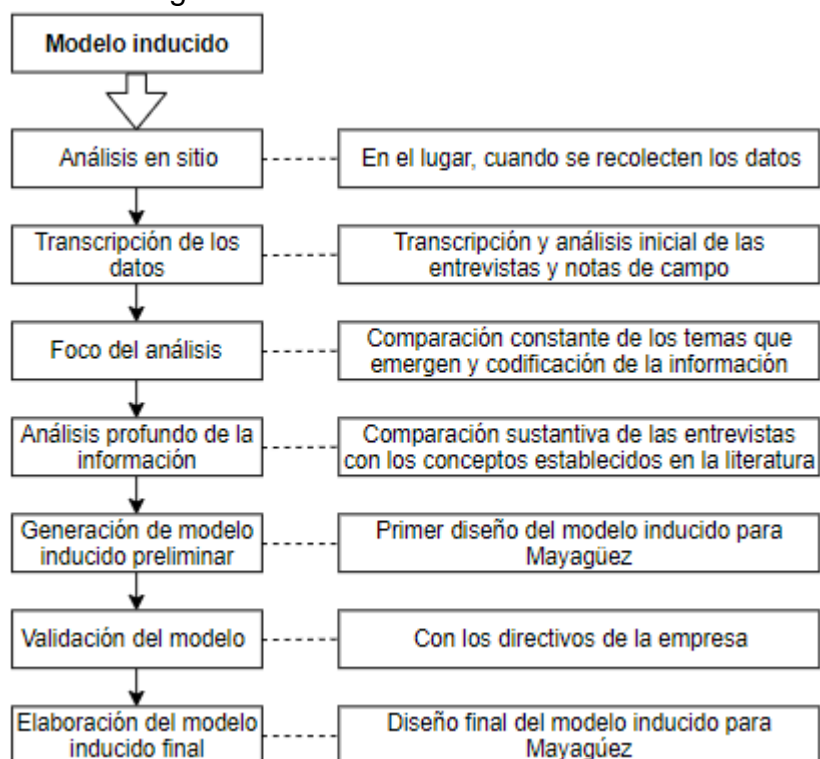 Modelo inducido
Análisis en sitio
En el lugar, cuando se recolecten los datos
Transcripción de los
datos
Transcripción y análisis inicial de las
entrevistas y notas de campo
Foco del análisis
Comparación constante de los temas que
emergen y codificación de la información
Análisis profundo de la
información
Comparación sustantiva de las entrevistas
con los conceptos establecidos en la literatura
Generación de modelo
inducido preliminar
Primer diseño del modelo inducido para
Mayagüez
Validación del modelo
Con los directivos de la empresa
Elaboración del modelo
inducido final
Diseño final del modelo inducido para
Mayagúez